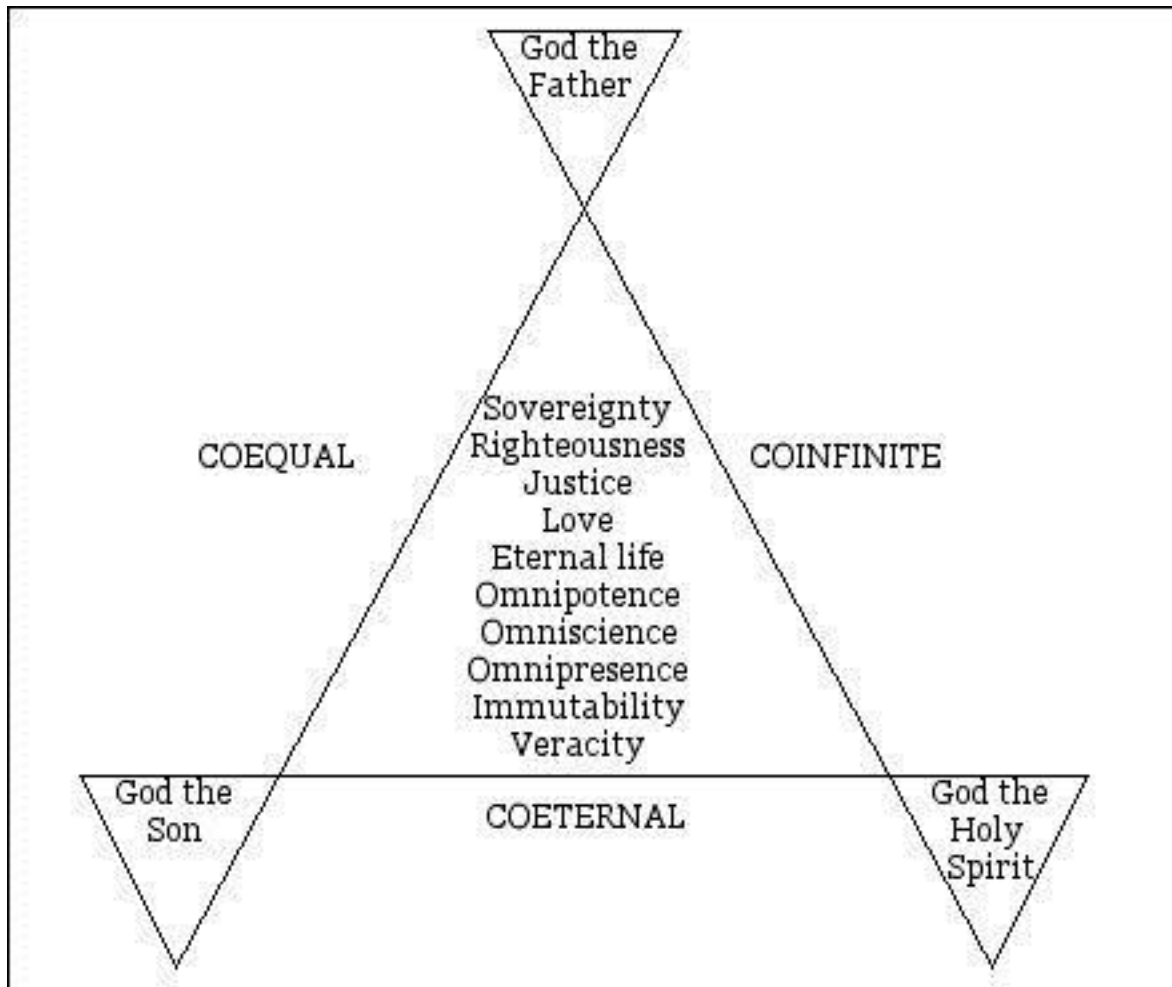 God the
Father
COEQUAL
COINFINITE
Sovereignty
Righteousness
Justice
Love
Eternal life
Omnipotence
Omniscience
Omnipresence
Immutability
Veracity
God the
Son
COETERNAL
God the
Holy
Spirit